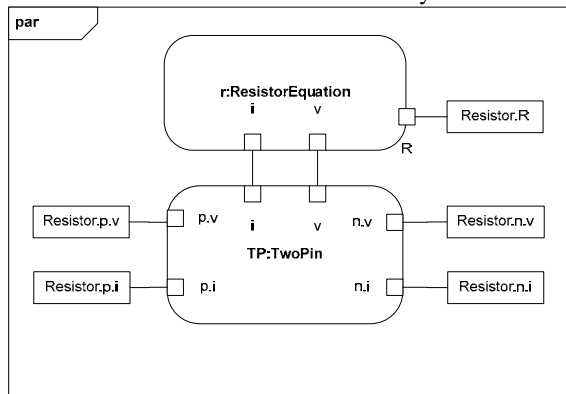 par
r:ResistorEquation
i v
R
Resistor.R
Resistor.p.v
p.v
i v
n.v
Resistor.n.v
TP:TwoPin
Resistor.p.i
p.i
n.i
Resistor.n.i